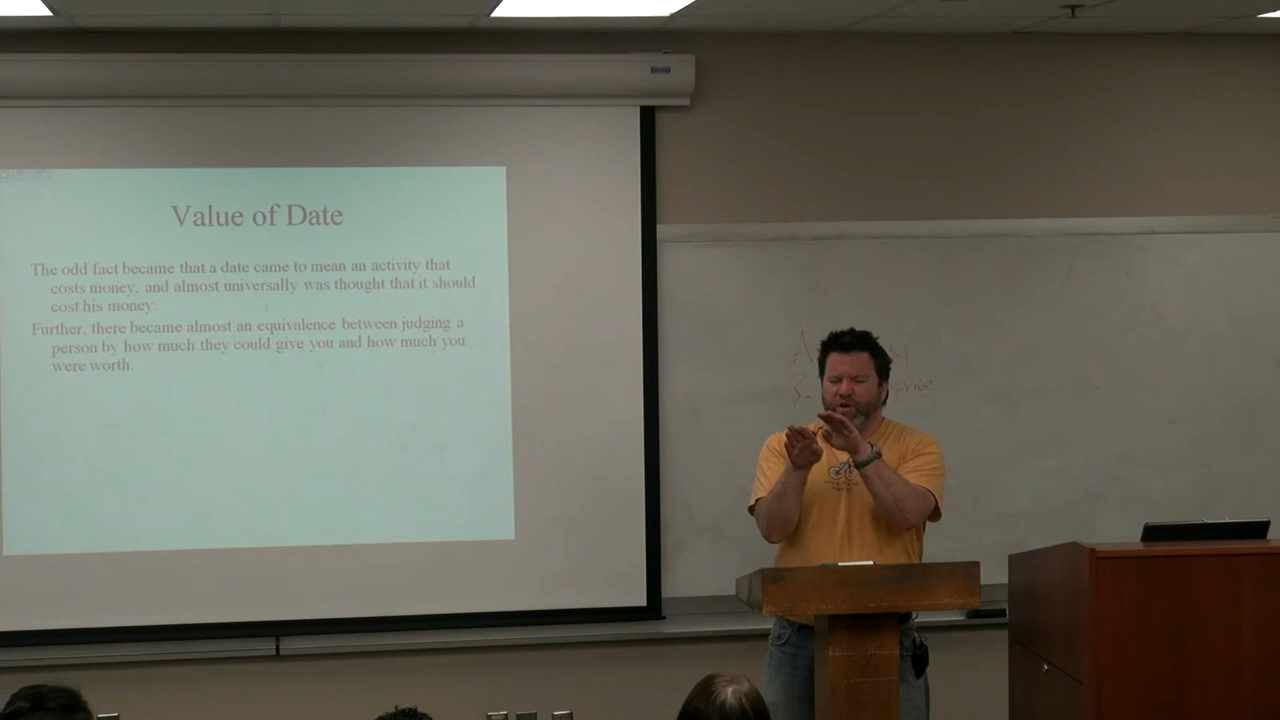 Value of Date
The odd fact became that a date came to mean an activity that
costs money, and almost universally was thought that it should
cost his money.
Further, there became almost an equivalence between judging a
person by how much they could give you and how much you
were worth.